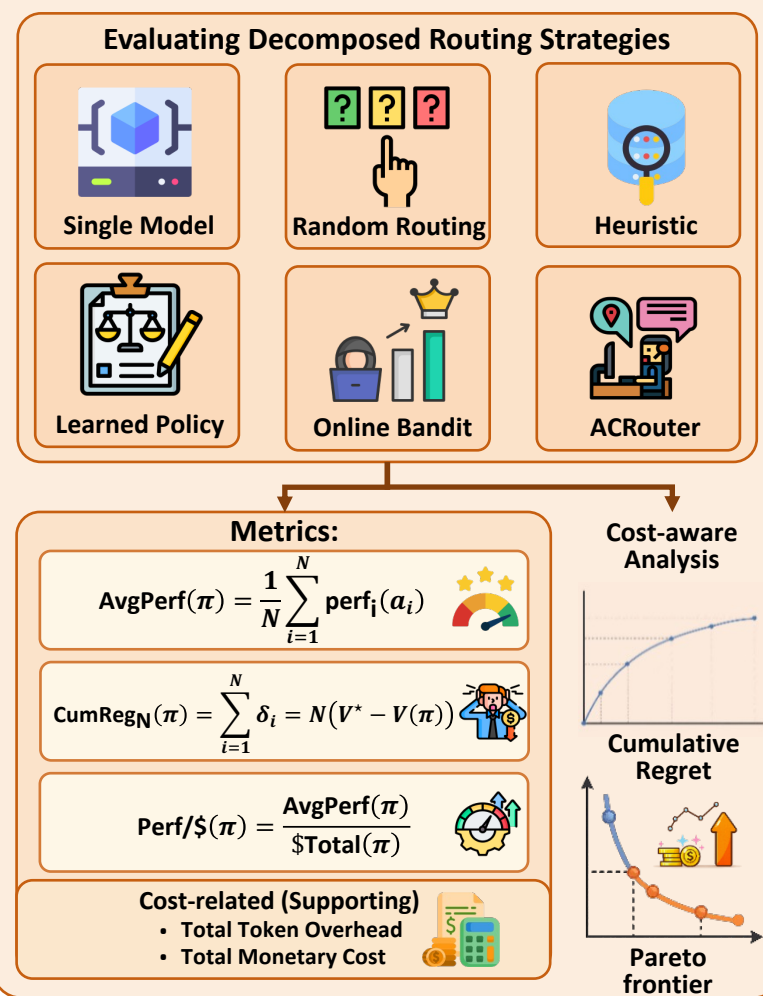 Evaluating Decomposed Routing Strategies
? ? ?
Single Model
Random Routing
Heuristic
Learned Policy
Online Bandit
ACRouter
Metrics:
AvgPerf(π) = 1/N ∑_{i=1}^{N} perf_i(a_i)
CumReg_N(π) = ∑_{i=1}^{N} δ_i = N(V* − V(π))
$
Perf/$(π) = AvgPerf(π) / $Total(π)
Cost-related (Supporting)
• Total Token Overhead
• Total Monetary Cost
$
Cost-aware
Analysis
Cumulative
Regret
$
Pareto
frontier